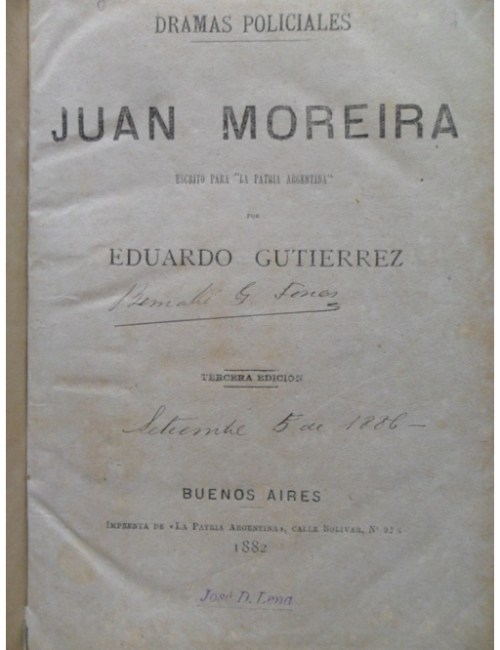 DRAMAS POLICIALES
JUAN MOREIRA
ESCRITO PARA "LA PATRIA ARGENTINA"
POR
EDUARDO GUTIERREZ
G
TERCERA EDICION
Setiembre 5 de
BUENOS AIRES
IMPRENTA DE «LA PATRIA ARGENTINA», CALLE BOLIVAR, Nº
1882
José D. Lena